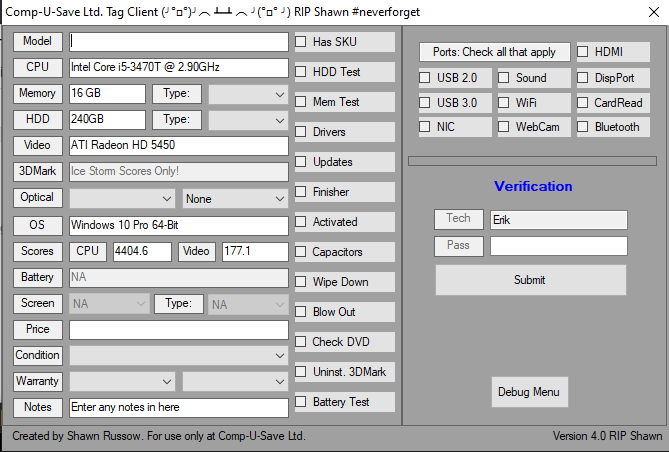 Comp-U-Save Ltd. Tag Client (╯°□°)╯︵ ┻━┻ ︵ ╯(°□° ╯) RIP Shawn #neverforget
Model
CPU Intel Core i5-3470T @ 2.90GHz
Memory 16 GB Type:
HDD 240GB Type:
Video ATI Radeon HD 5450
3DMark Ice Storm Scores Only!
Optical None
OS Windows 10 Pro 64-Bit
Scores CPU 4404.6 Video 177.1
Battery NA
Screen NA Type: NA
Price
Condition
Warranty
Notes Enter any notes in here
Has SKU
HDD Test
Mem Test
Drivers
Updates
Finisher
Activated
Capacitors
Wipe Down
Blow Out
Check DVD
Uninst. 3DMark
Battery Test
Ports: Check all that apply HDMI
USB 2.0 Sound DispPort
USB 3.0 WiFi CardRead
NIC WebCam Bluetooth
Verification
Tech Erik
Pass
Submit
Debug Menu
Created by Shawn Russow. For use only at Comp-U-Save Ltd. Version 4.0 RIP Shawn